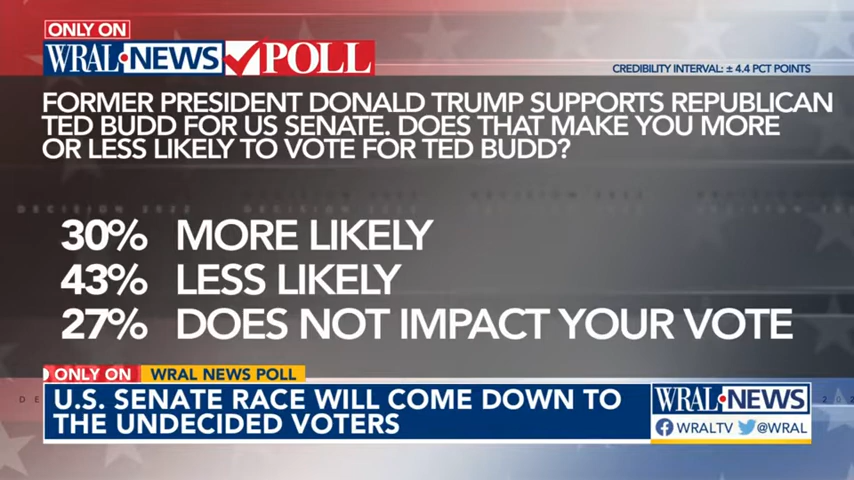 ONLY ON
WRAL NEWS POLL
CREDIBILITY INTERVAL: ± 4.4 PCT POINTS
FORMER PRESIDENT DONALD TRUMP SUPPORTS REPUBLICAN
TED BUDD FOR US SENATE. DOES THAT MAKE YOU MORE
OR LESS LIKELY TO VOTE FOR TED BUDD?
DECISION 2022
30% MORE LIKELY
43% LESS LIKELY
27% DOES NOT IMPACT YOUR VOTE
ONLY ON WRAL NEWS POLL
U.S. SENATE RACE WILL COME DOWN TO
THE UNDECIDED VOTERS
WRAL NEWS
WRALTV @WRAL